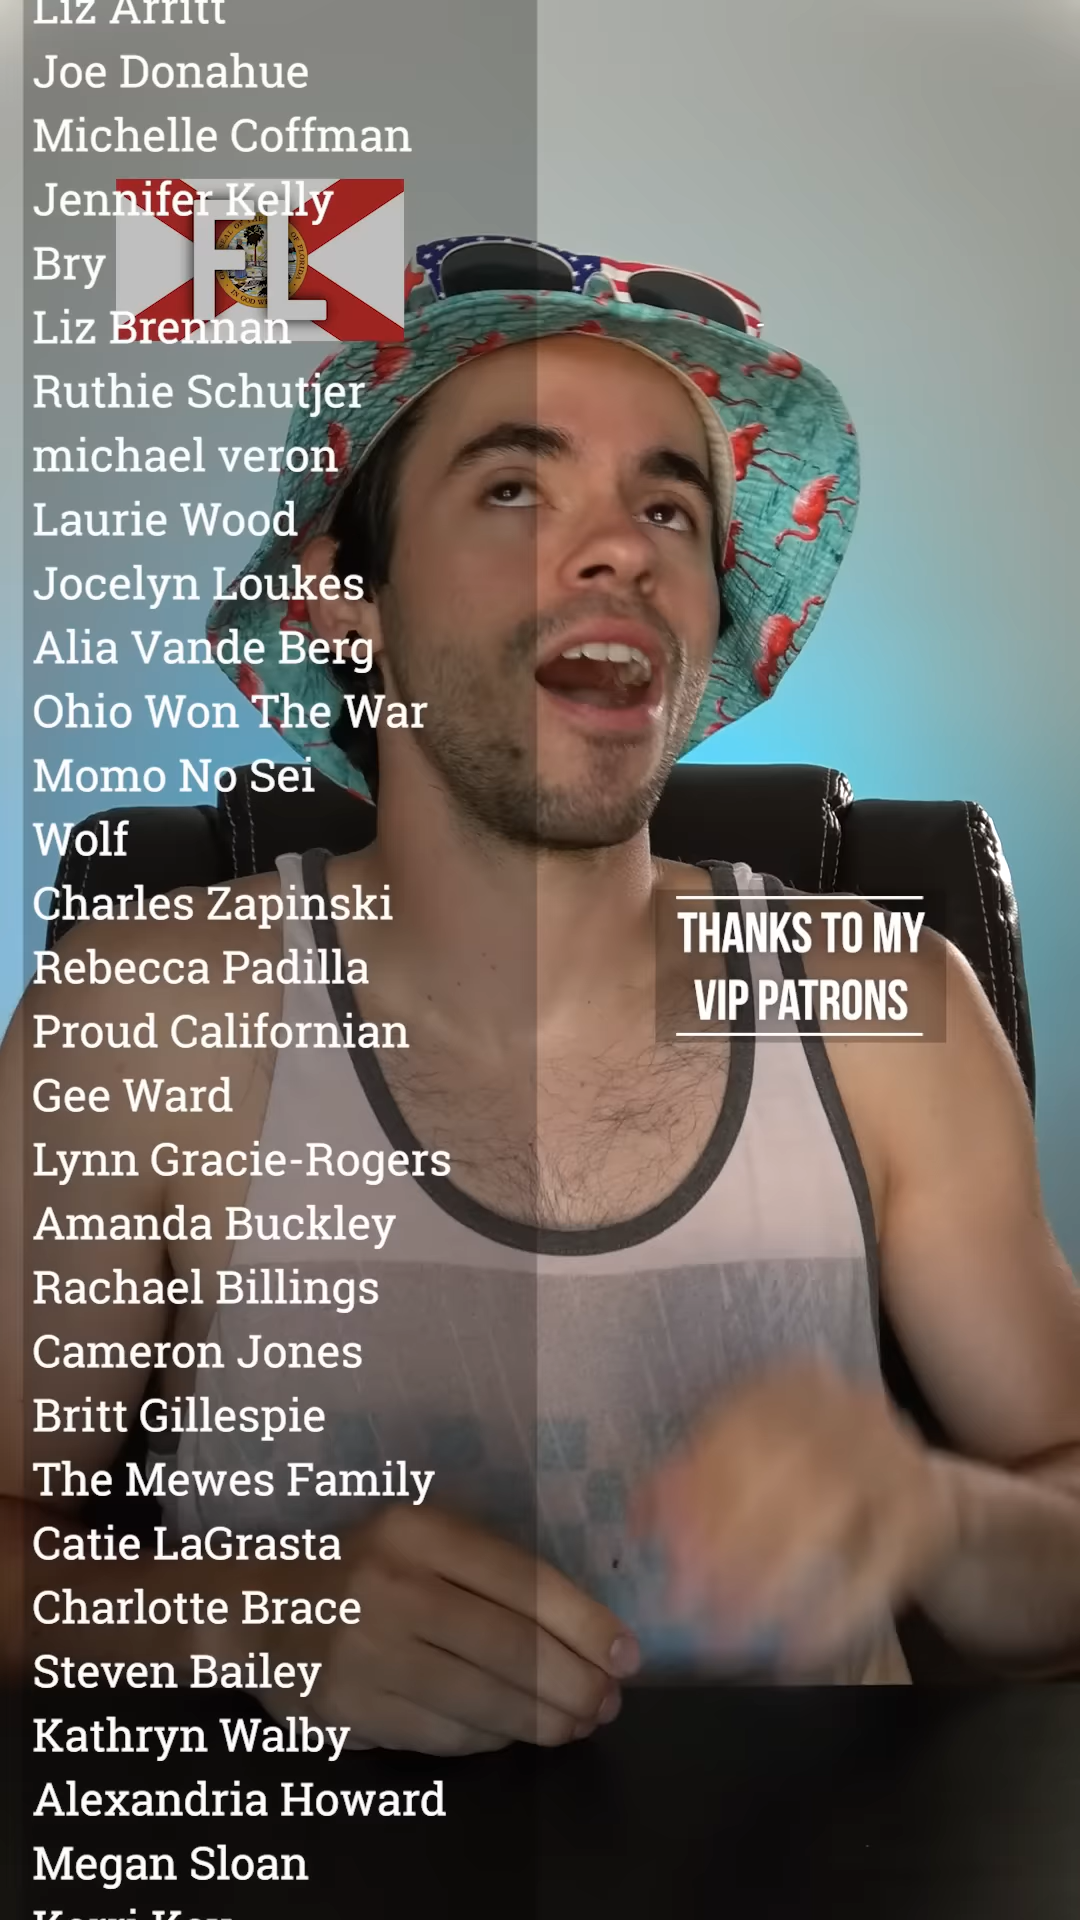 Liz Arritt
Joe Donahue
Michelle Coffman
Jennifer Kelly
FL
Bry
Liz Brennan
Ruthie Schutjer
michael veron
Laurie Wood
Jocelyn Loukes
Alia Vande Berg
Ohio Won The War
Momo No Sei
Wolf
Charles Zapinski
THANKS TO MY
VIP PATRONS
Rebecca Padilla
Proud Californian
Gee Ward
Lynn Gracie-Rogers
Amanda Buckley
Rachael Billings
Cameron Jones
Britt Gillespie
The Mewes Family
Catie LaGrasta
Charlotte Brace
Steven Bailey
Kathryn Walby
Alexandria Howard
Megan Sloan